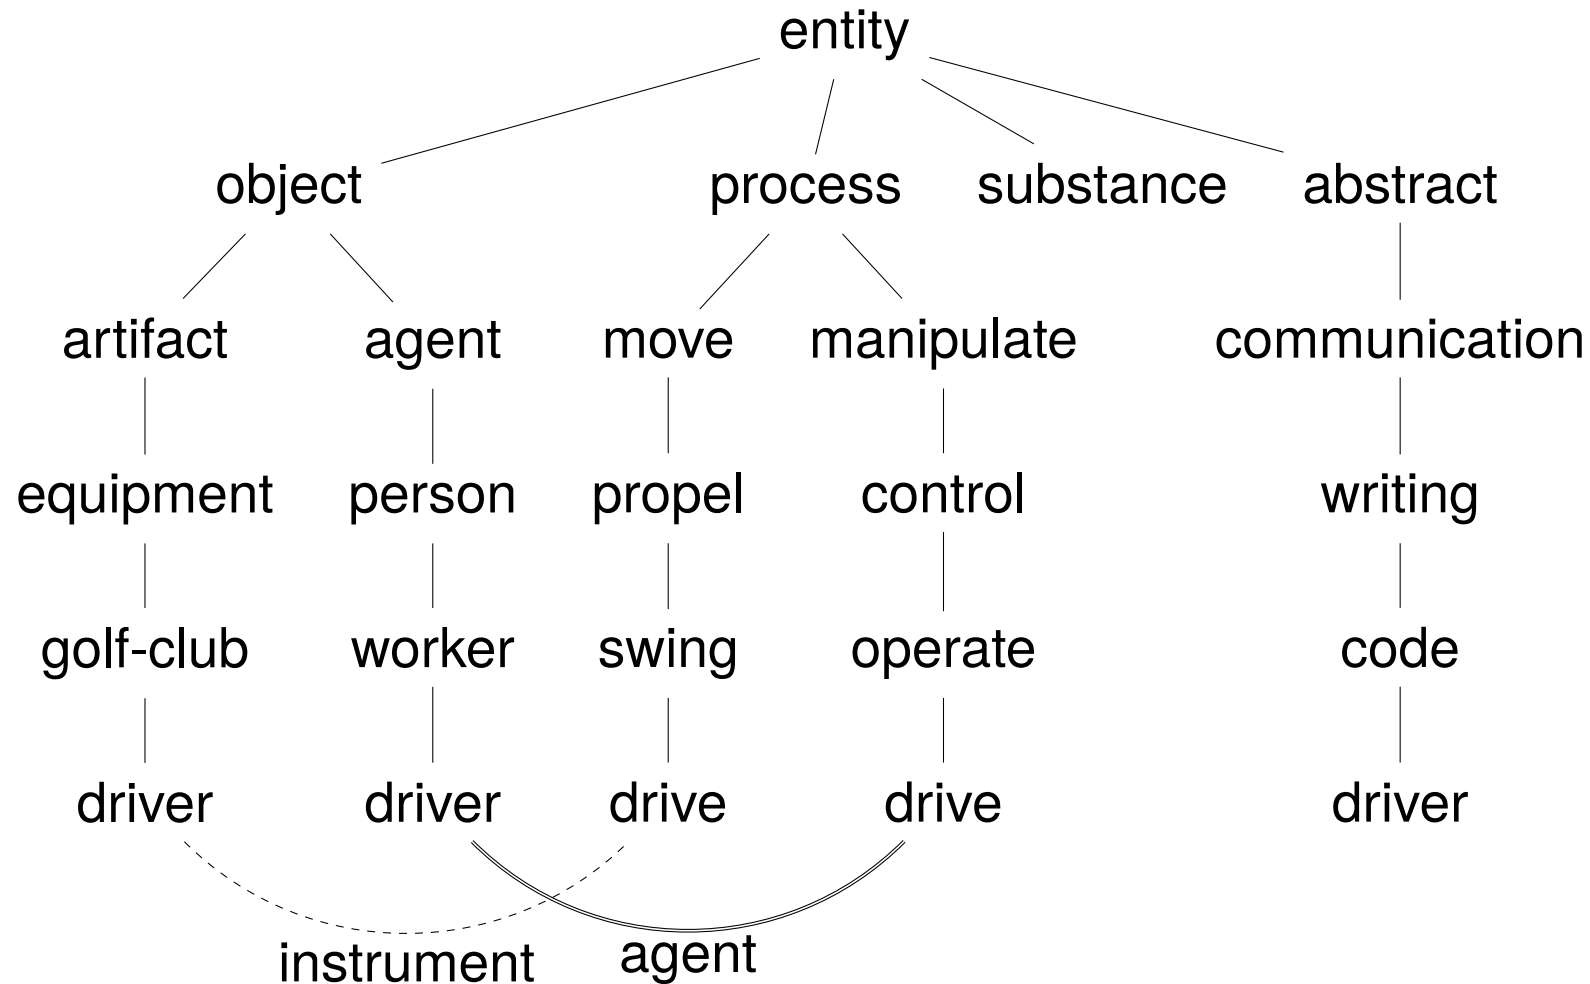 entity
object process substance abstract
artifact agent move manipulate communication
equipment person propel control writing
golf-club worker swing operate code
driver driver drive drive driver
instrument agent